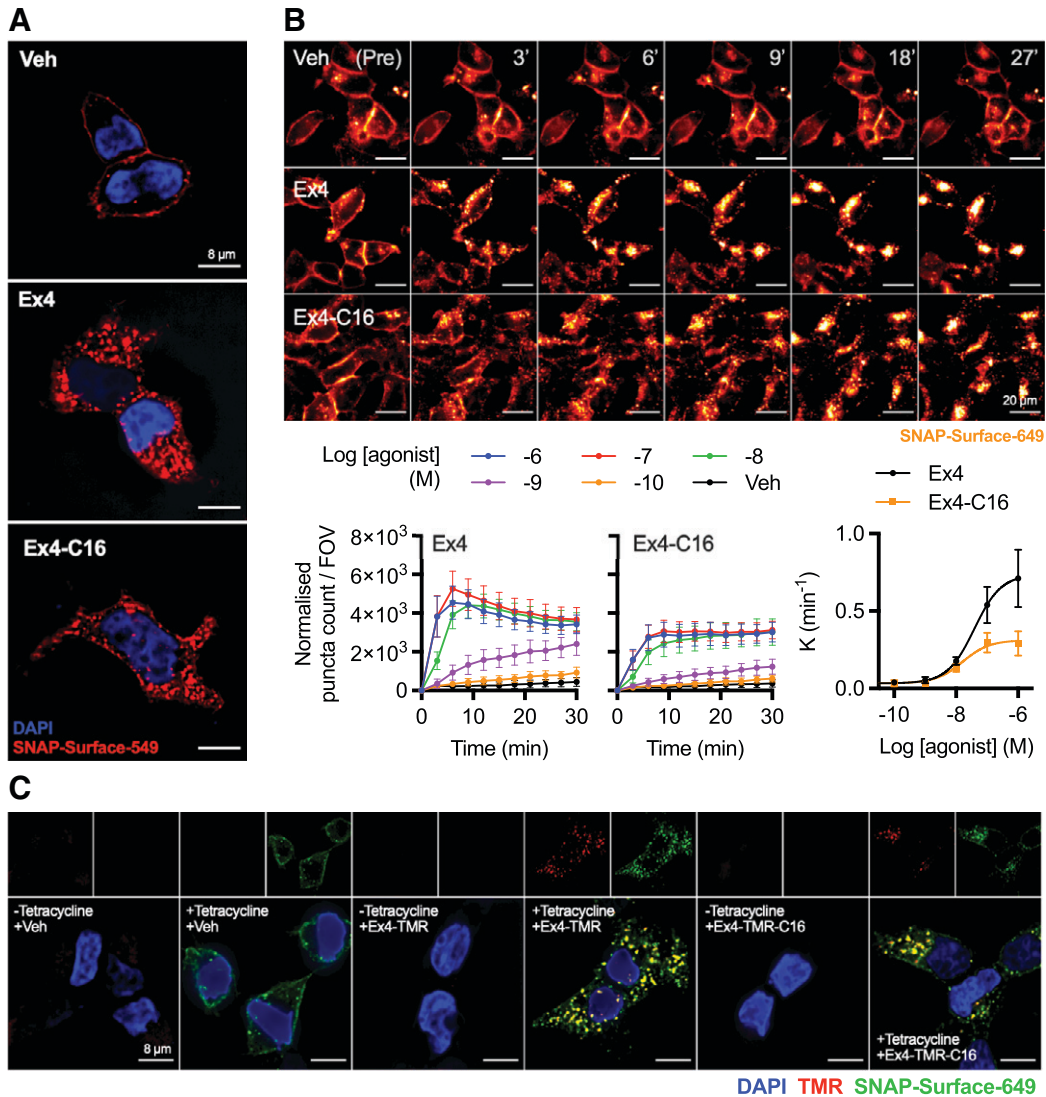 A
Veh
8 µm
Ex4
Ex4-C16
DAPI
SNAP-Surface-549
B
Veh (Pre) 3’ 6’ 9’ 18’ 27’
Ex4
Ex4-C16
20 µm
SNAP-Surface-649
Log [agonist]
(M)
-6 -7 -8
-9 -10 Veh
Ex4
Ex4-C16
Normalised
puncta count / FOV
8×10³
6×10³
4×10³
2×10³
0
Ex4
0 10 20 30
Time (min)
Ex4-C16
0 10 20 30
Time (min)
K (min⁻¹)
1.0
0.5
0.0
-10 -8 -6
Log [agonist] (M)
C
-Tetracycline
+Veh
8 µm
+Tetracycline
+Veh
-Tetracycline
+Ex4-TMR
+Tetracycline
+Ex4-TMR
-Tetracycline
+Ex4-TMR-C16
+Tetracycline
+Ex4-TMR-C16
DAPI TMR SNAP-Surface-649